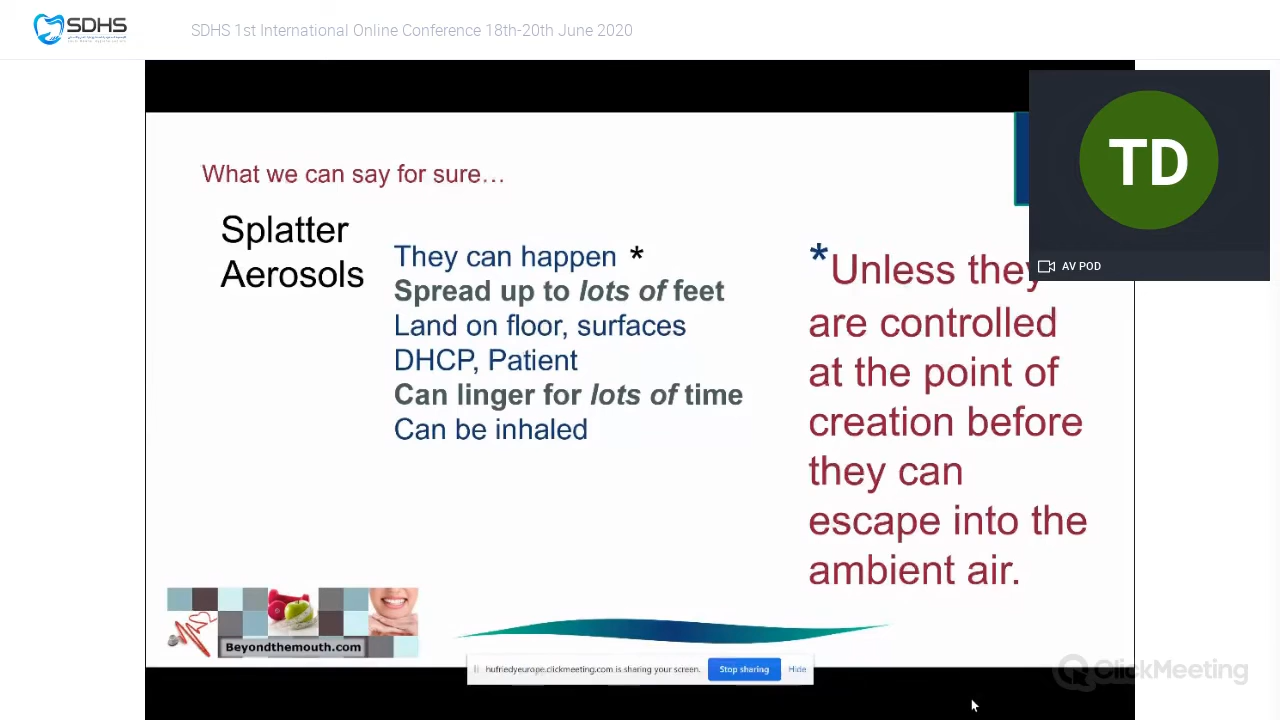 SDHS
SDHS 1st International Online Conference 18th-20th June 2020
TD
AV POD
What we can say for sure…
Splatter
Aerosols
They can happen *
Spread up to lots of feet
Land on floor, surfaces
DHCP, Patient
Can linger for lots of time
Can be inhaled
*Unless they
are controlled
at the point of
creation before
they can
escape into the
ambient air.
Beyondthemouth.com
hufriedyeurope.clickmeeting.com is sharing your screen. Stop sharing Hide
ClickMeeting